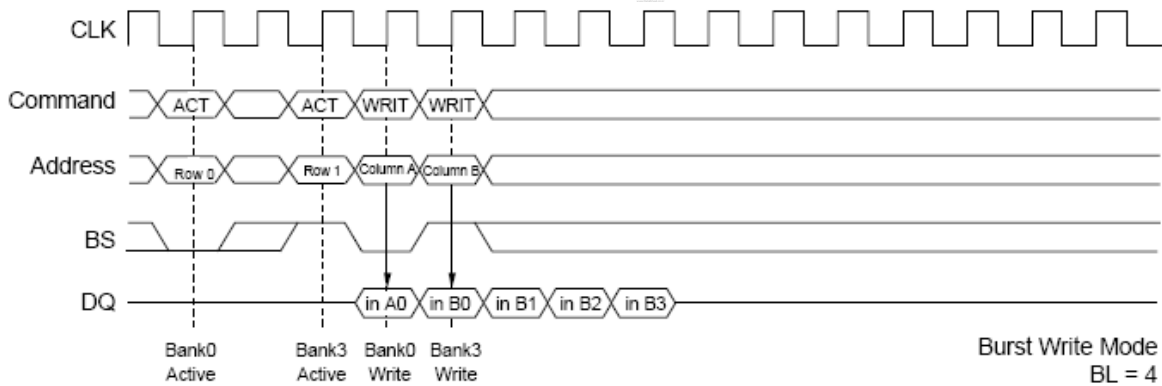 CLK
Command ACT ACT WRIT WRIT
Address Row 0 Row 1 Column A Column B
BS
DQ in A0 in B0 in B1 in B2 in B3
Bank0 Bank3 Bank0 Bank3
Active Active Write Write
Burst Write Mode
BL = 4